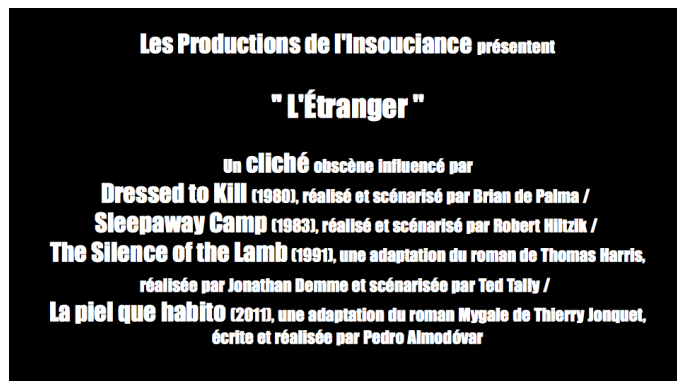 Les Productions de l'Insouciance présentent
" L'Étranger "
Un cliché obscène influencé par
Dressed to Kill (1980), réalisé et scénarisé par Brian de Palma /
Sleepaway Camp (1983), réalisé et scénarisé par Robert Hiltzik /
The Silence of the Lamb (1991), une adaptation du roman de Thomas Harris,
réalisée par Jonathan Demme et scénarisée par Ted Tally /
La piel que habito (2011), une adaptation du roman Mygale de Thierry Jonquet,
écrite et réalisée par Pedro Almodóvar